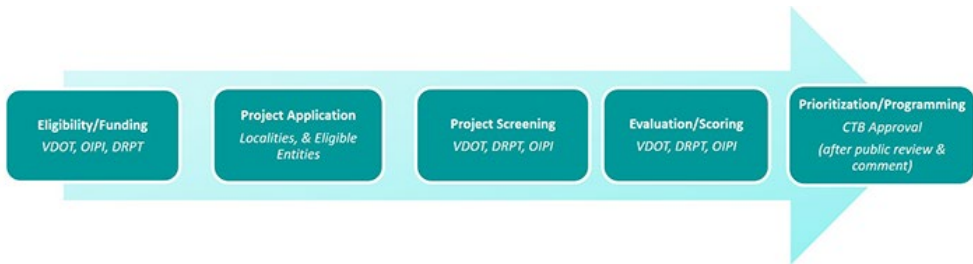 Eligibility/Funding
VDOT, OIPI, DRPT
Project Application
Localities, & Eligible
Entities
Project Screening
VDOT, DRPT, OIPI
Evaluation/Scoring
VDOT, DRPT, OIPI
Prioritization/Programming
CTB Approval
(after public review &
comment)